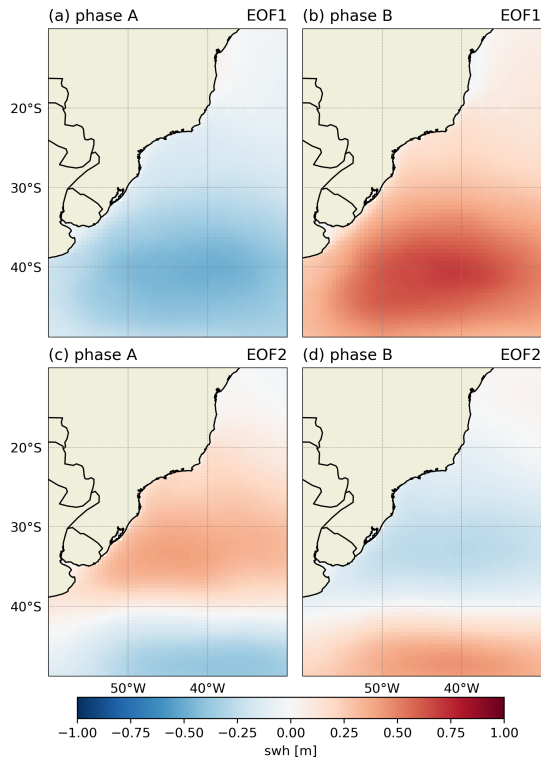 (a) phase A EOF1 (b) phase B EOF1
20°S
30°S
40°S
(c) phase A EOF2 (d) phase B EOF2
20°S
30°S
40°S
50°W 40°W 50°W 40°W
−1.00 −0.75 −0.50 −0.25 0.00 0.25 0.50 0.75 1.00
swh [m]